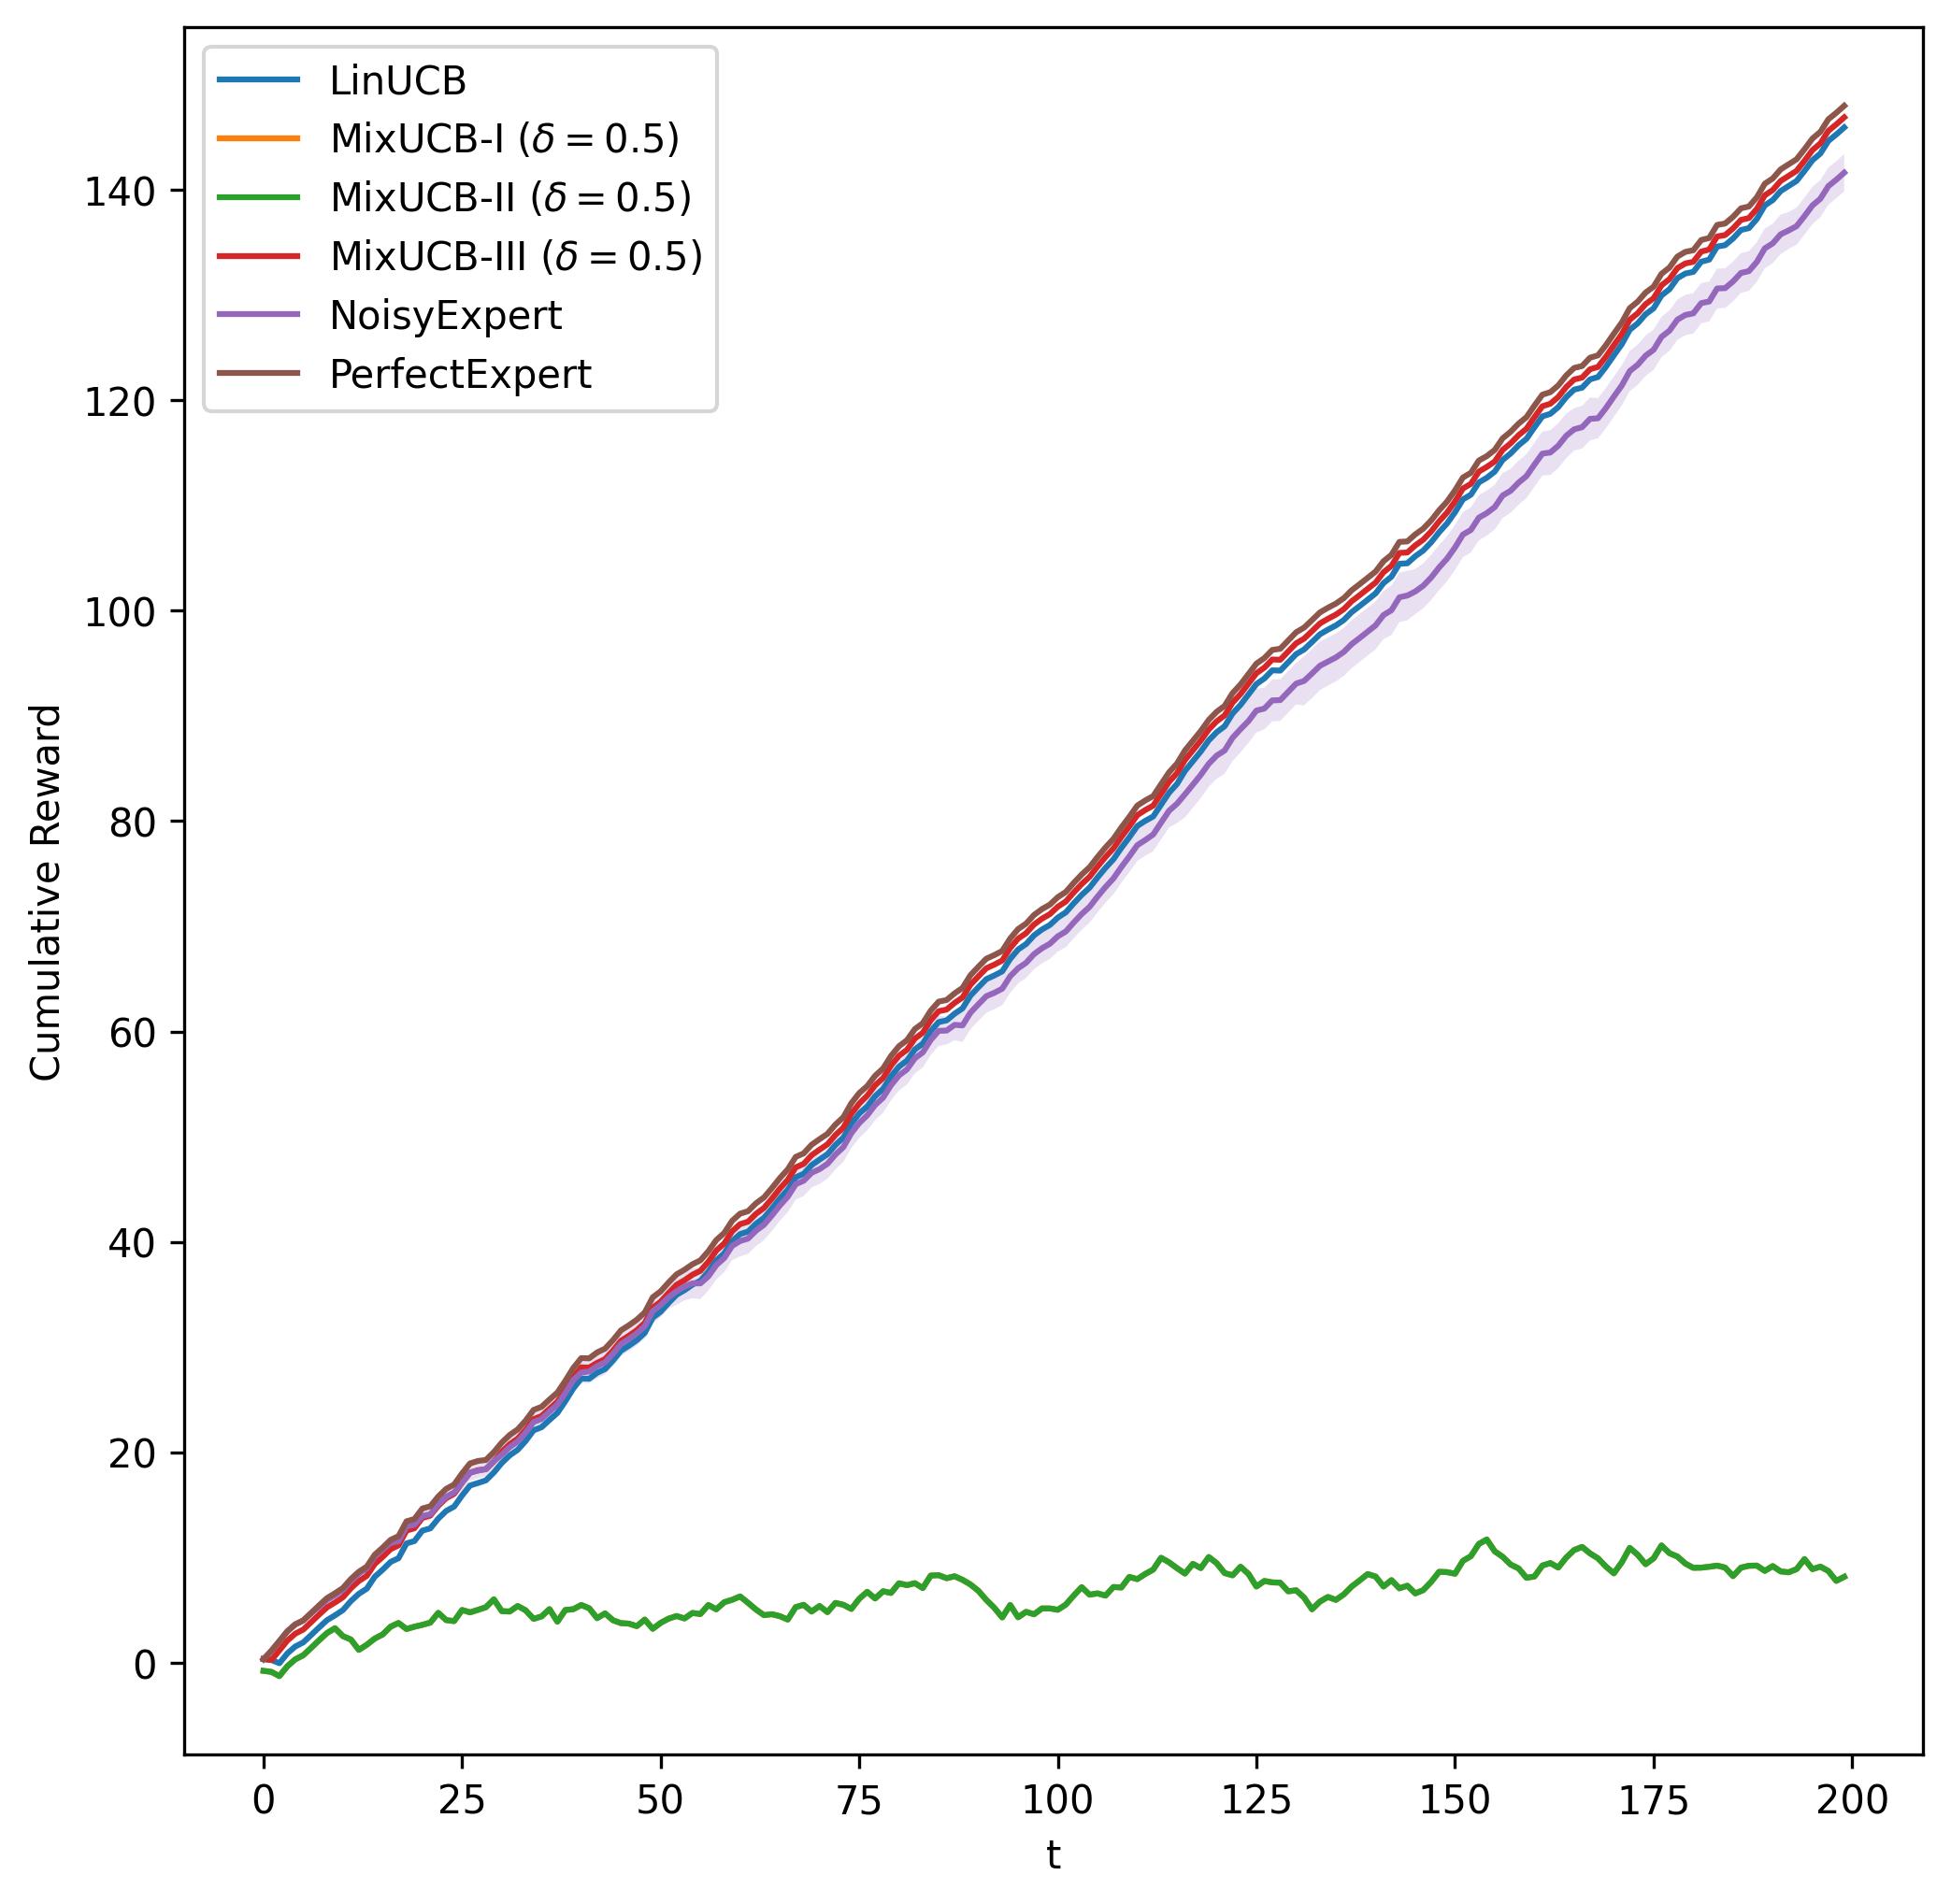 LinUCB
MixUCB-I (δ = 0.5)
MixUCB-II (δ = 0.5)
MixUCB-III (δ = 0.5)
NoisyExpert
PerfectExpert
140
120
100
80
60
40
20
0
Cumulative Reward
0 25 50 75 100 125 150 175 200
t